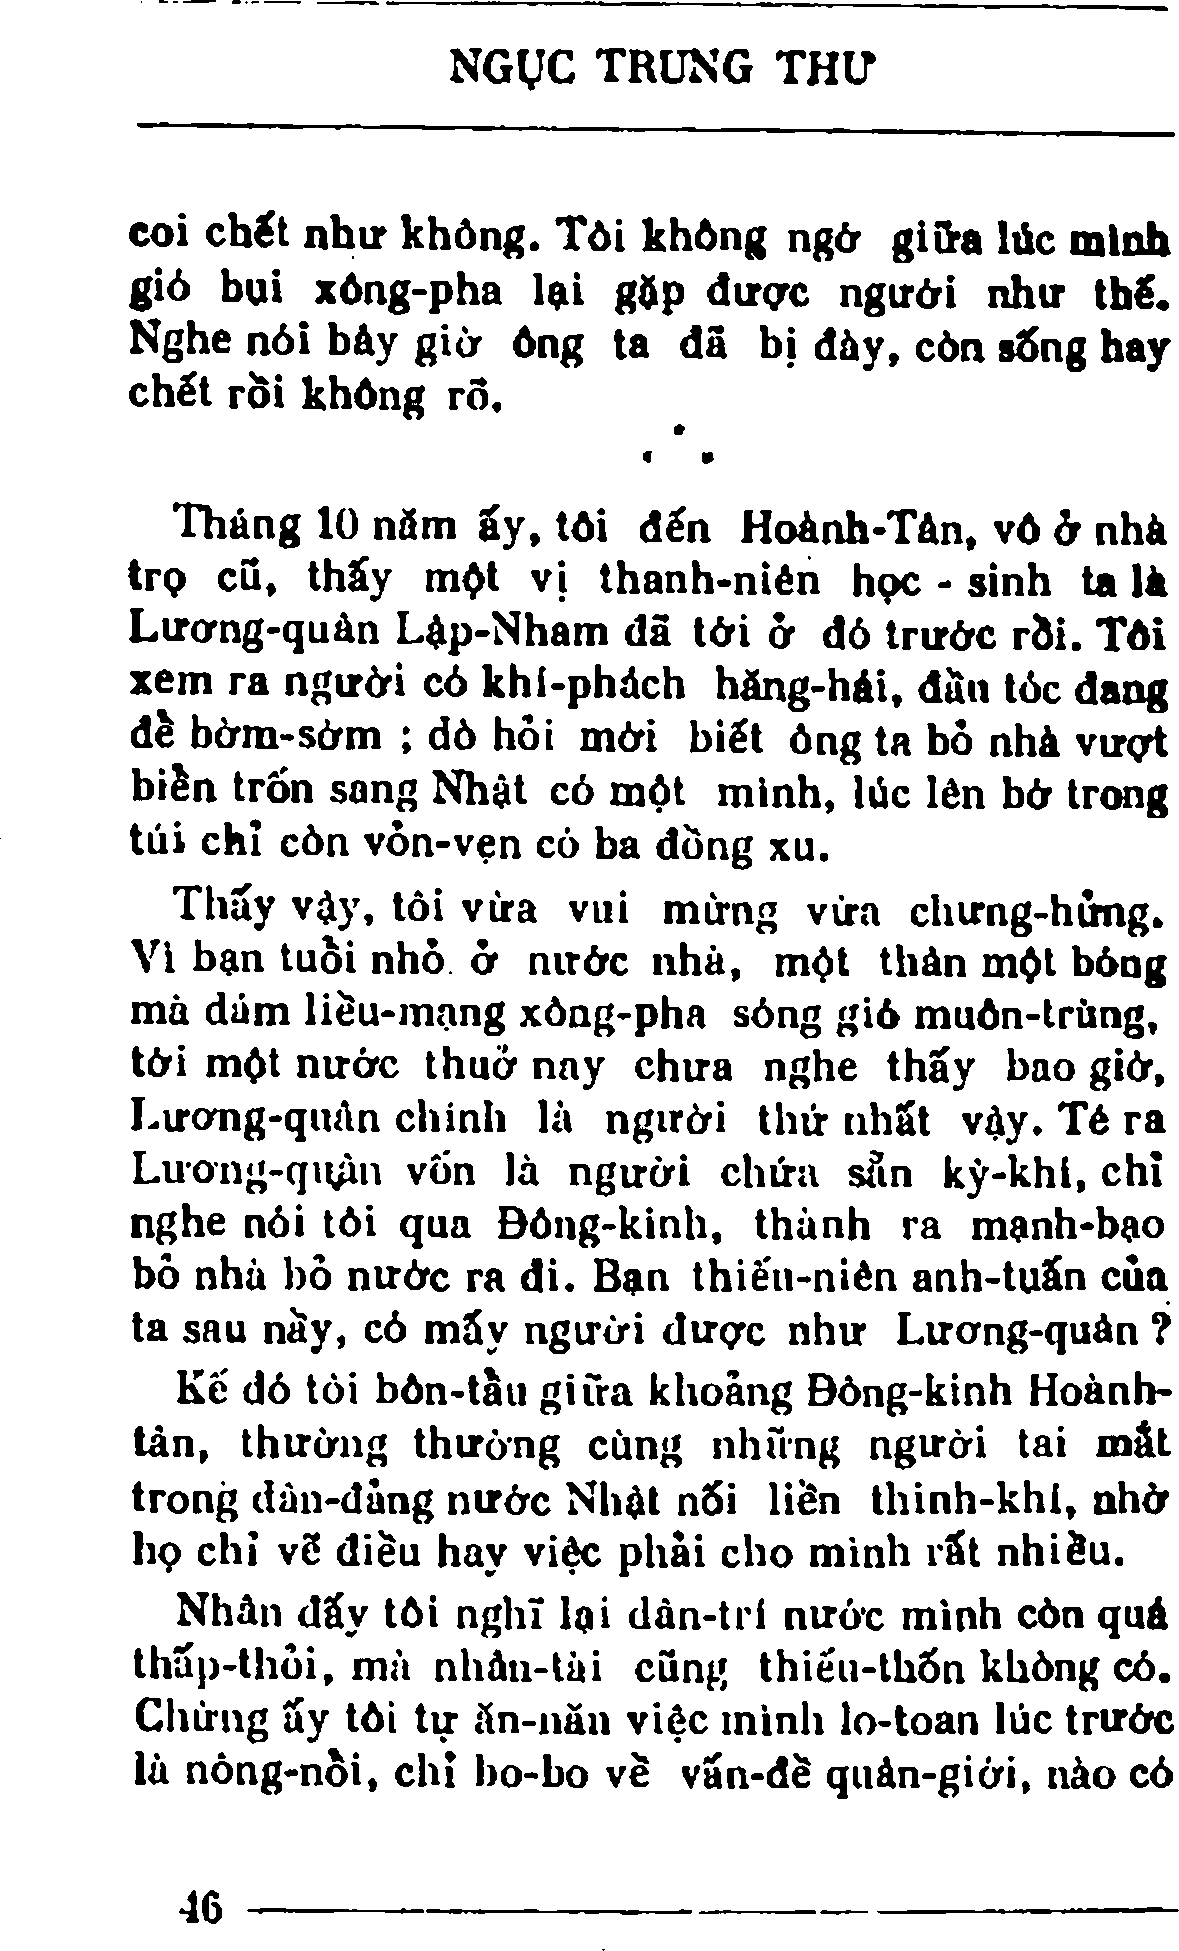 NGỤC TRUNG THƯ
coi chết như không. Tôi không ngờ giữa lúc mình
gió bụi xông-pha lại gặp được người như thế.
Nghe nói bây giờ ông ta đã bị đày, còn sống hay
chết rồi không rõ.
Tháng 10 năm ấy, tôi đến Hoành-Tân, vô ở nhà
trọ cũ, thấy một vị thanh-niên học - sinh ta là
Lương-quân Lập-Nham đã tới ở đó trước rồi. Tôi
xem ra người có khí-phách hăng-hái, đầu tóc đang
để bờm-sờm ; dò hỏi mới biết ông ta bỏ nhà vượt
biển trốn sang Nhật có một mình, lúc lên bờ trong
túi chỉ còn vỏn-vẹn có ba đồng xu.
Thấy vậy, tôi vừa vui mừng vừa chưng-hửng.
Vì bạn tuổi nhỏ ở nước nhà, một thân một bóng
mà dám liều-mạng xông-pha sóng gió muôn-trùng,
tới một nước thuở nay chưa nghe thấy bao giờ,
Lương-quân chính là người thứ nhất vậy. Té ra
Lương-quân vốn là người chứa sẵn kỳ-khí, chỉ
nghe nói tôi qua Đông-kinh, thành ra mạnh-bạo
bỏ nhà bỏ nước ra đi. Bạn thiếu-niên anh-tuấn của
ta sau nầy, có mấy người được như Lương-quân ?
Kế đó tôi bôn-tẩu giữa khoảng Đông-kinh Hoành-
tân, thường thường cùng những người tai mắt
trong dân-đảng nước Nhật nối liền thinh-khí, nhờ
họ chỉ vẽ điều hay việc phải cho mình rất nhiều.
Nhân đấy tôi nghĩ lại dân-trí nước mình còn quá
thấp-thỏi, mà nhân-tài cũng thiếu-thốn không có.
Chừng ấy tôi tự ăn-năn việc mình lo-toan lúc trước
là nông-nổi, chỉ bo-bo về vấn-đề quân-giới, nào có
46